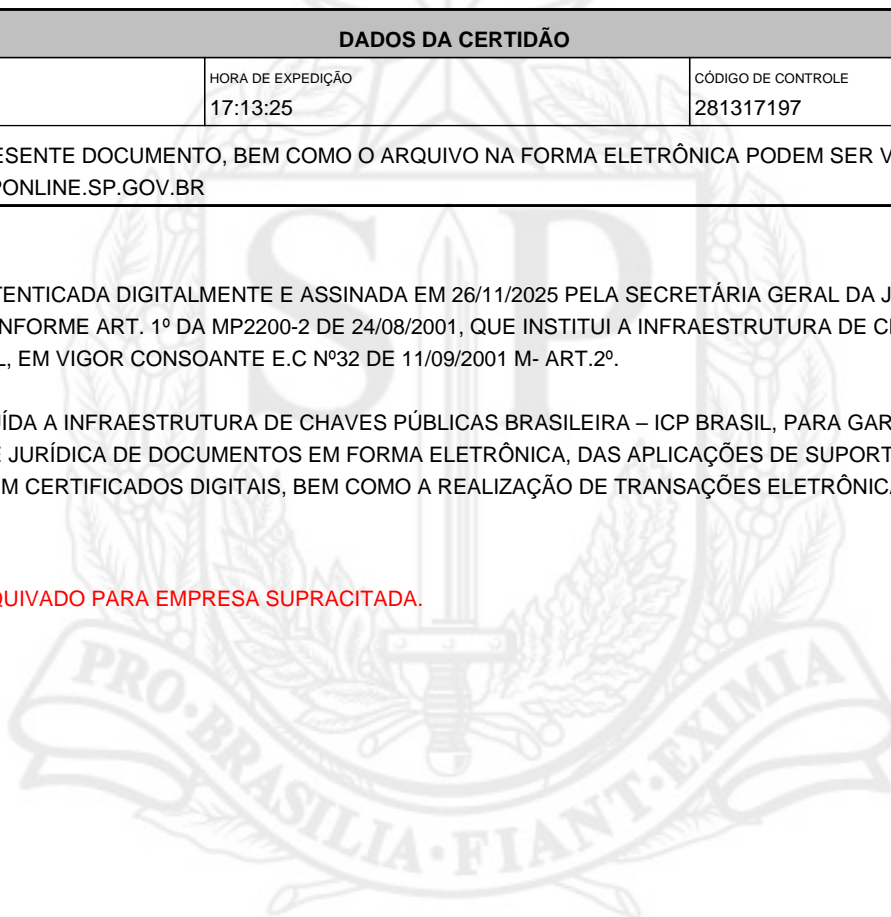 DADOS DA CERTIDÃO
HORA DE EXPEDIÇÃO
CÓDIGO DE CONTROLE
17:13:25
281317197
ESENTE DOCUMENTO, BEM COMO O ARQUIVO NA FORMA ELETRÔNICA PODEM SER V
PONLINE.SP.GOV.BR
TENTICADA DIGITALMENTE E ASSINADA EM 26/11/2025 PELA SECRETÁRIA GERAL DA J
NFORME ART. 1º DA MP2200-2 DE 24/08/2001, QUE INSTITUI A INFRAESTRUTURA DE C
L, EM VIGOR CONSOANTE E.C Nº32 DE 11/09/2001 M- ART.2º.
ÍDA A INFRAESTRUTURA DE CHAVES PÚBLICAS BRASILEIRA – ICP BRASIL, PARA GAR
E JURÍDICA DE DOCUMENTOS EM FORMA ELETRÔNICA, DAS APLICAÇÕES DE SUPORT
M CERTIFICADOS DIGITAIS, BEM COMO A REALIZAÇÃO DE TRANSAÇÕES ELETRÔNICA
QUIVADO PARA EMPRESA SUPRACITADA.
SP
PRO·BRASILIA·FIANT·EXIMIA